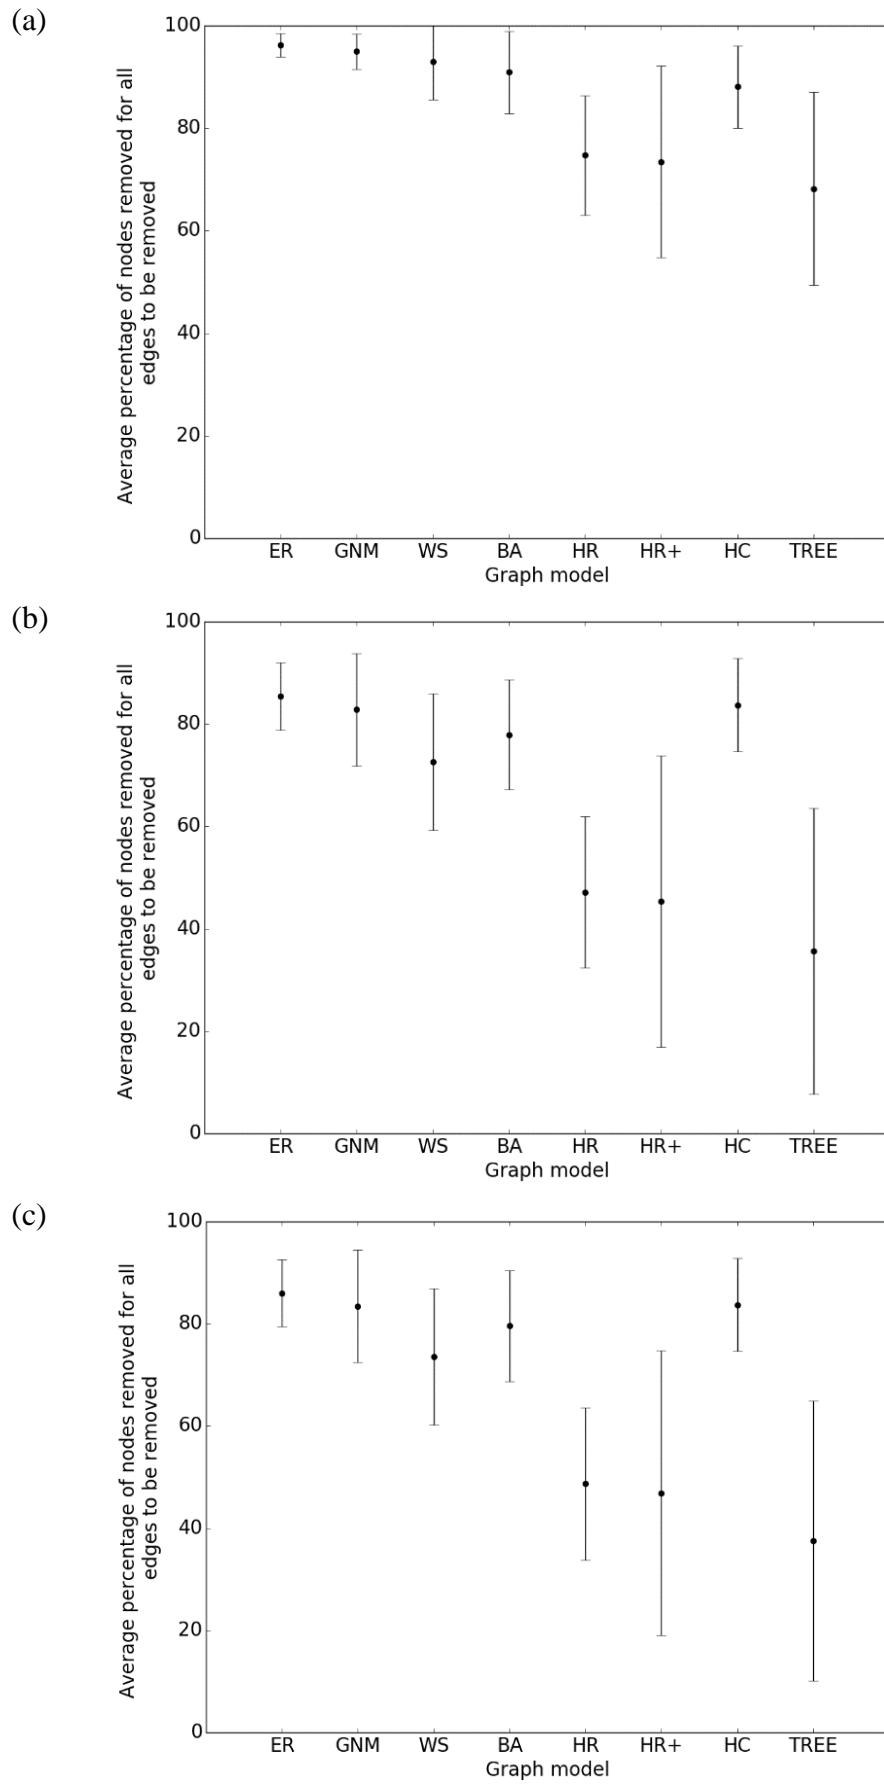 (a)
Average percentage of nodes removed for all
edges to be removed
100
80
60
40
20
0
ER GNM WS BA HR HR+ HC TREE
Graph model
(b)
Average percentage of nodes removed for all
edges to be removed
100
80
60
40
20
0
ER GNM WS BA HR HR+ HC TREE
Graph model
(c)
Average percentage of nodes removed for all
edges to be removed
100
80
60
40
20
0
ER GNM WS BA HR HR+ HC TREE
Graph model